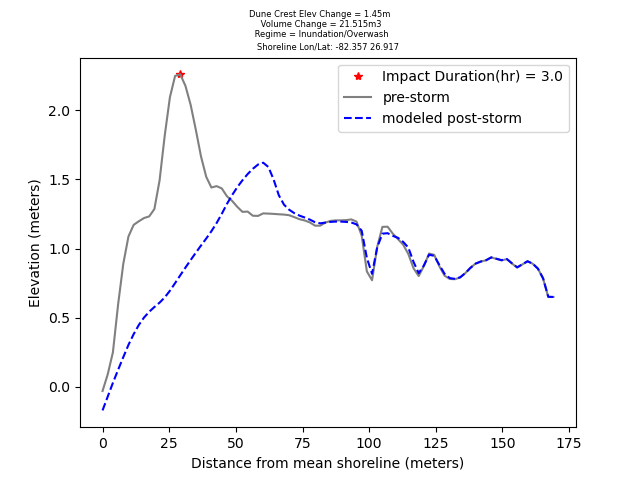 Dune Crest Elev Change = 1.45m
Volume Change = 21.515m3
Regime = Inundation/Overwash
Shoreline Lon/Lat: -82.357 26.917
Impact Duration(hr) = 3.0
pre-storm
modeled post-storm
Elevation (meters)
2.0
1.5
1.0
0.5
0.0
0 25 50 75 100 125 150 175
Distance from mean shoreline (meters)